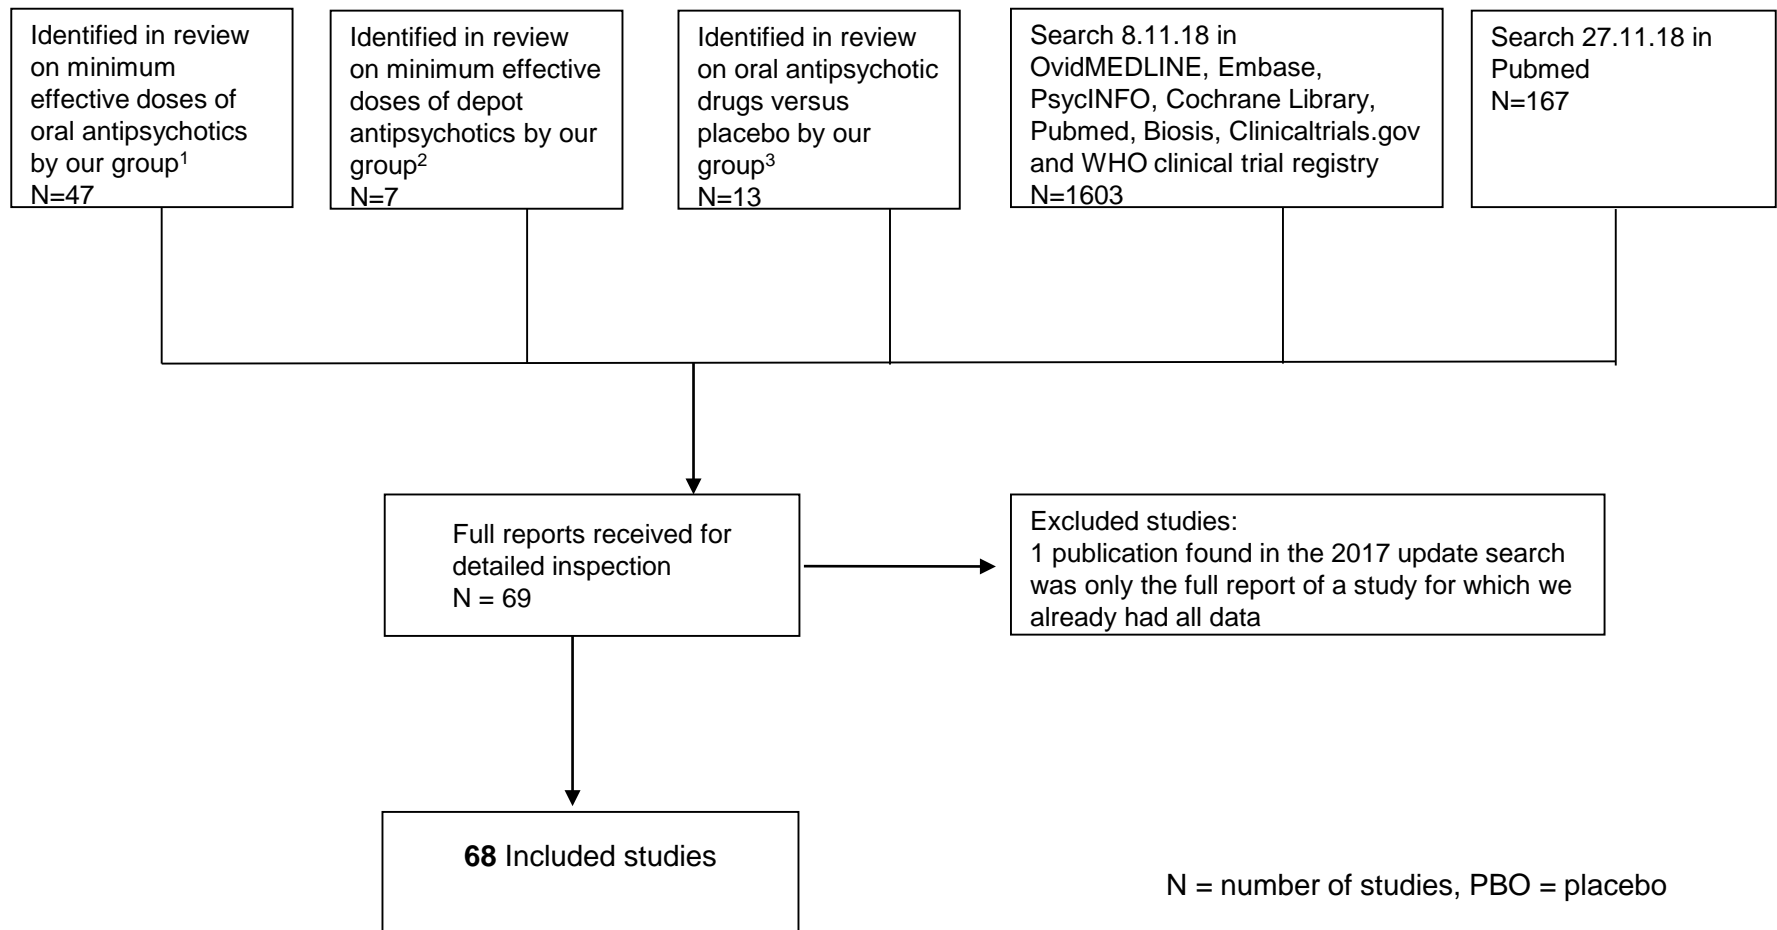 Identified in review
on minimum
effective doses of
oral antipsychotics
by our group1
N=47
Identified in review
on minimum effective
doses of depot
antipsychotics by our
group2
N=7
Identified in review
on oral antipsychotic
drugs versus
placebo by our
group3
N=13
Search 8.11.18 in
OvidMEDLINE, Embase,
PsycINFO, Cochrane Library,
Pubmed, Biosis, Clinicaltrials.gov
and WHO clinical trial registry
N=1603
Search 27.11.18 in
Pubmed
N=167
Full reports received for
detailed inspection
N = 69
Excluded studies:
1 publication found in the 2017 update search
was only the full report of a study for which we
already had all data
68 Included studies
N = number of studies, PBO = placebo